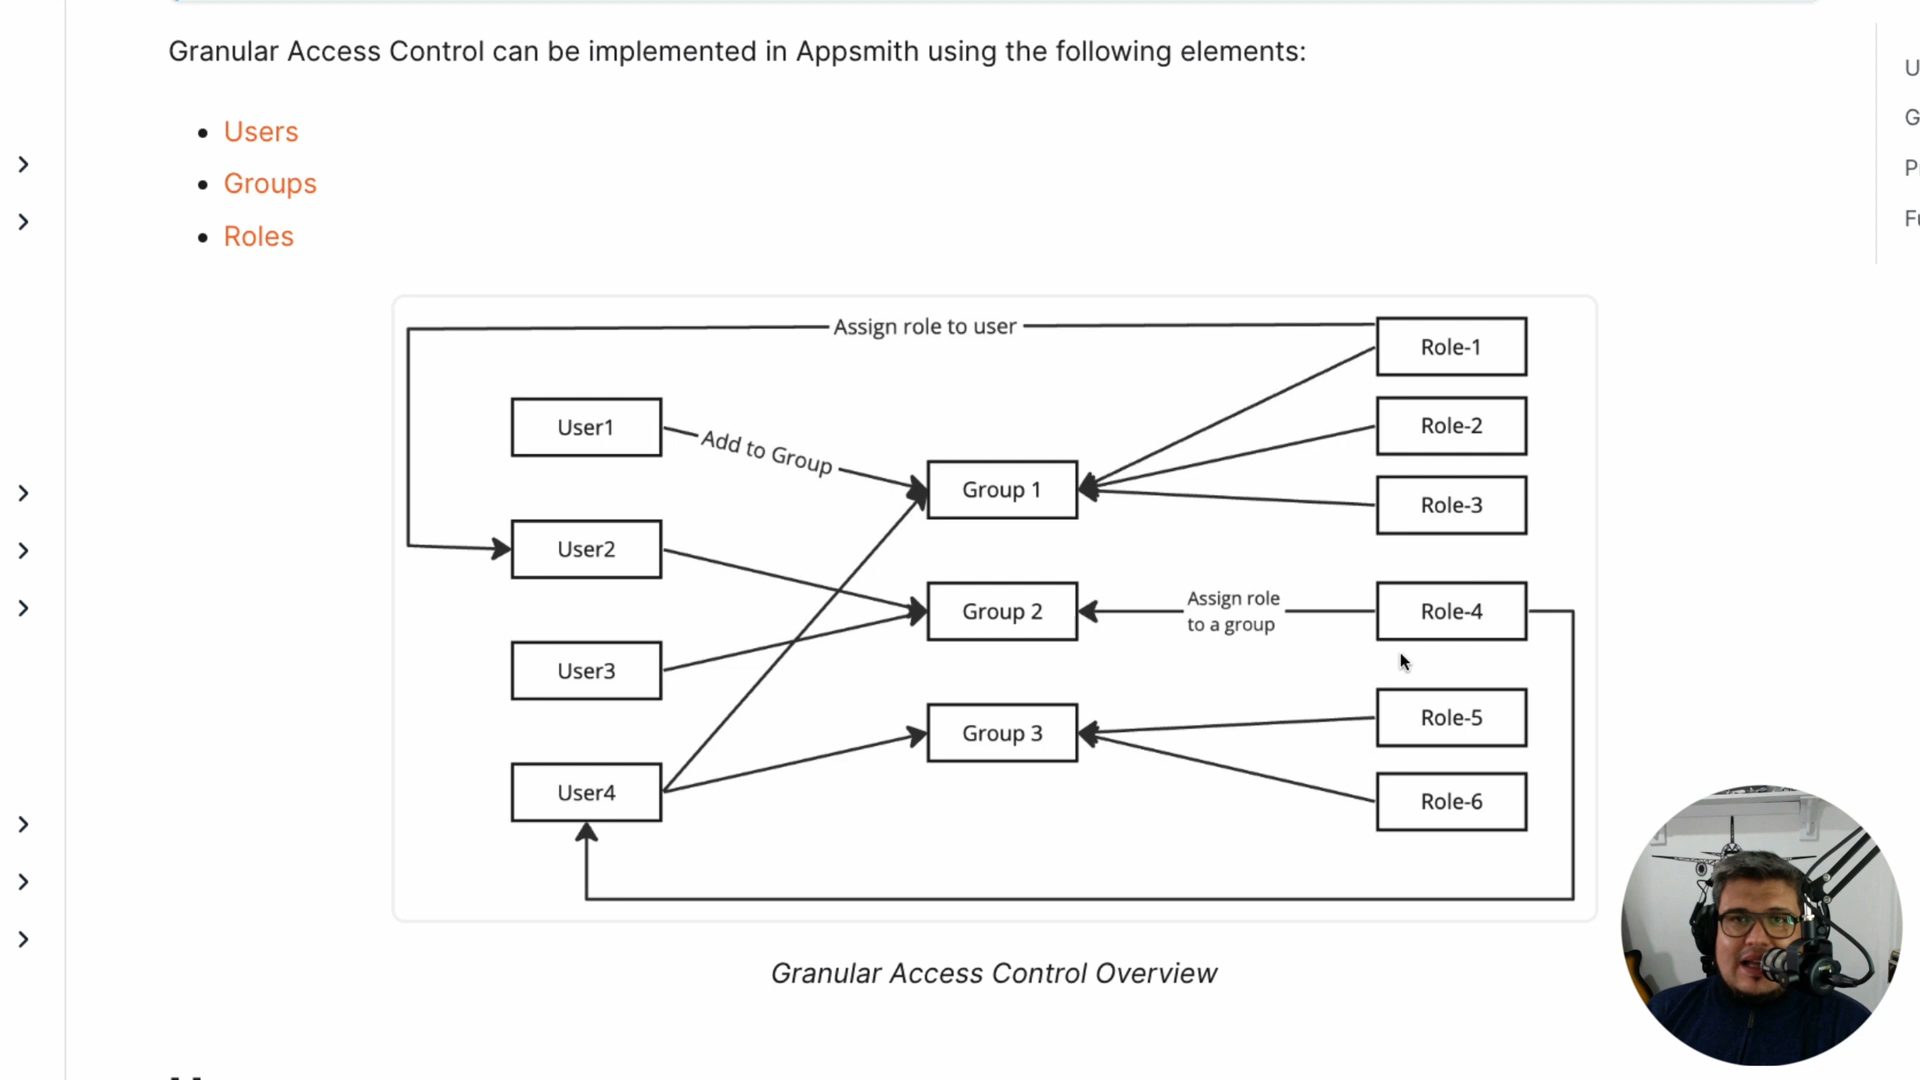 Granular Access Control can be implemented in Appsmith using the following elements:
Users
Groups
Roles
Assign role to user
Role-1
User1
Add to Group
Role-2
Group 1
Role-3
User2
Group 2
Assign role
to a group
Role-4
User3
Group 3
Role-5
User4
Role-6
Granular Access Control Overview